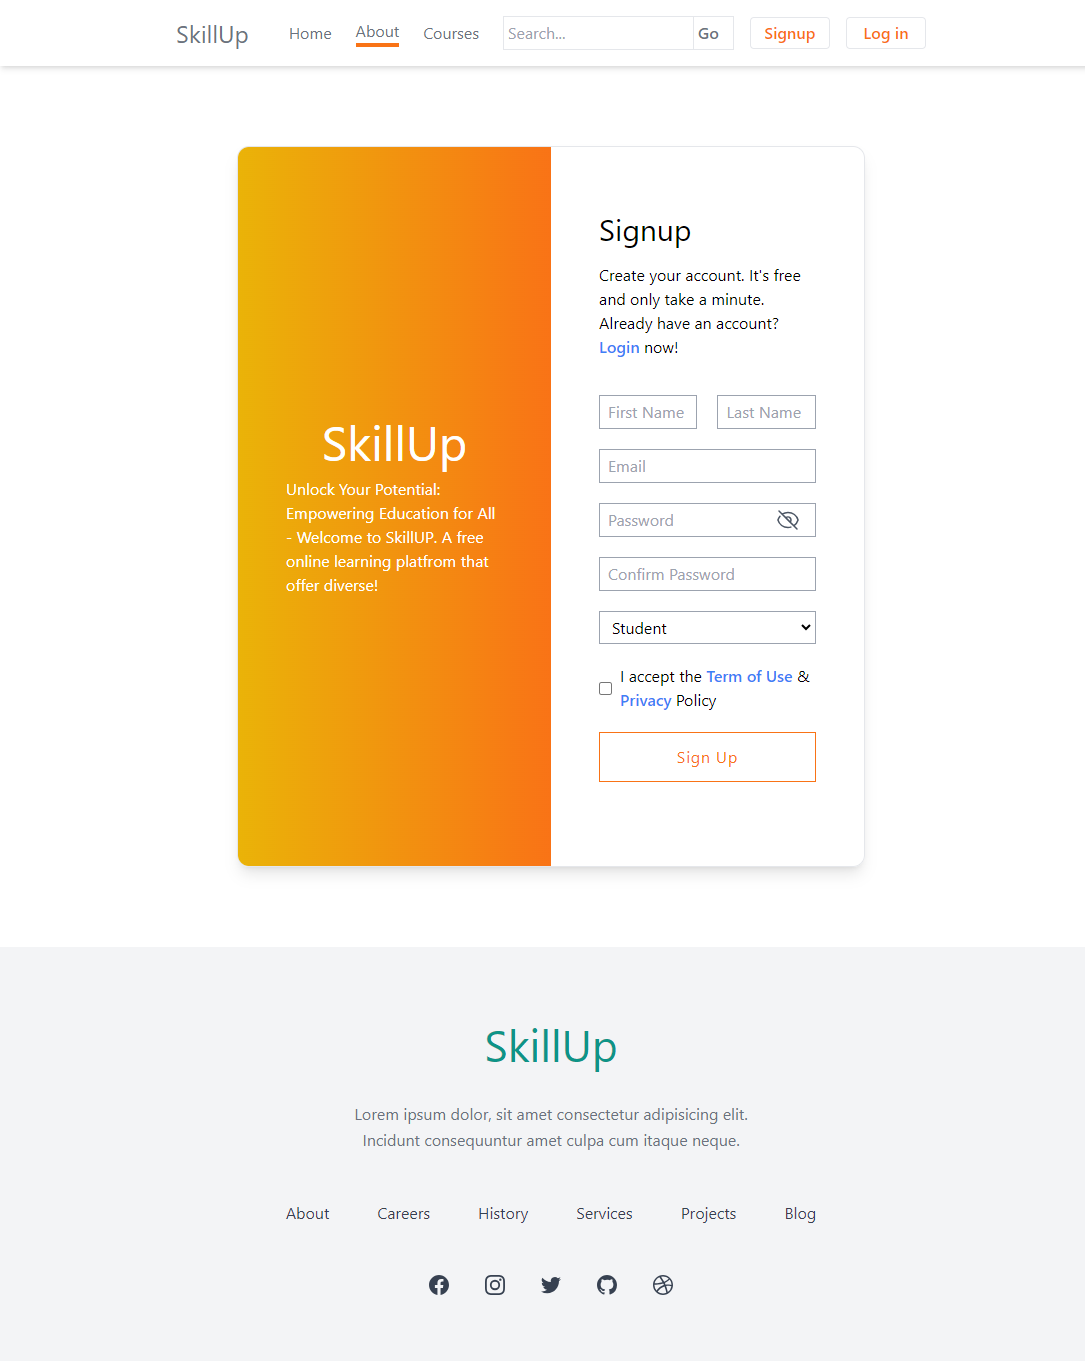 SkillUp Home About Courses Search... Go Signup Log in
SkillUp
Unlock Your Potential:
Empowering Education for All
- Welcome to SkillUP. A free
online learning platfrom that
offer diverse!
Signup
Create your account. It's free
and only take a minute.
Already have an account?
Login now!
First Name Last Name
Email
Password
Confirm Password
Student
I accept the Term of Use &
Privacy Policy
Sign Up
SkillUp
Lorem ipsum dolor, sit amet consectetur adipisicing elit.
Incidunt consequuntur amet culpa cum itaque neque.
About Careers History Services Projects Blog